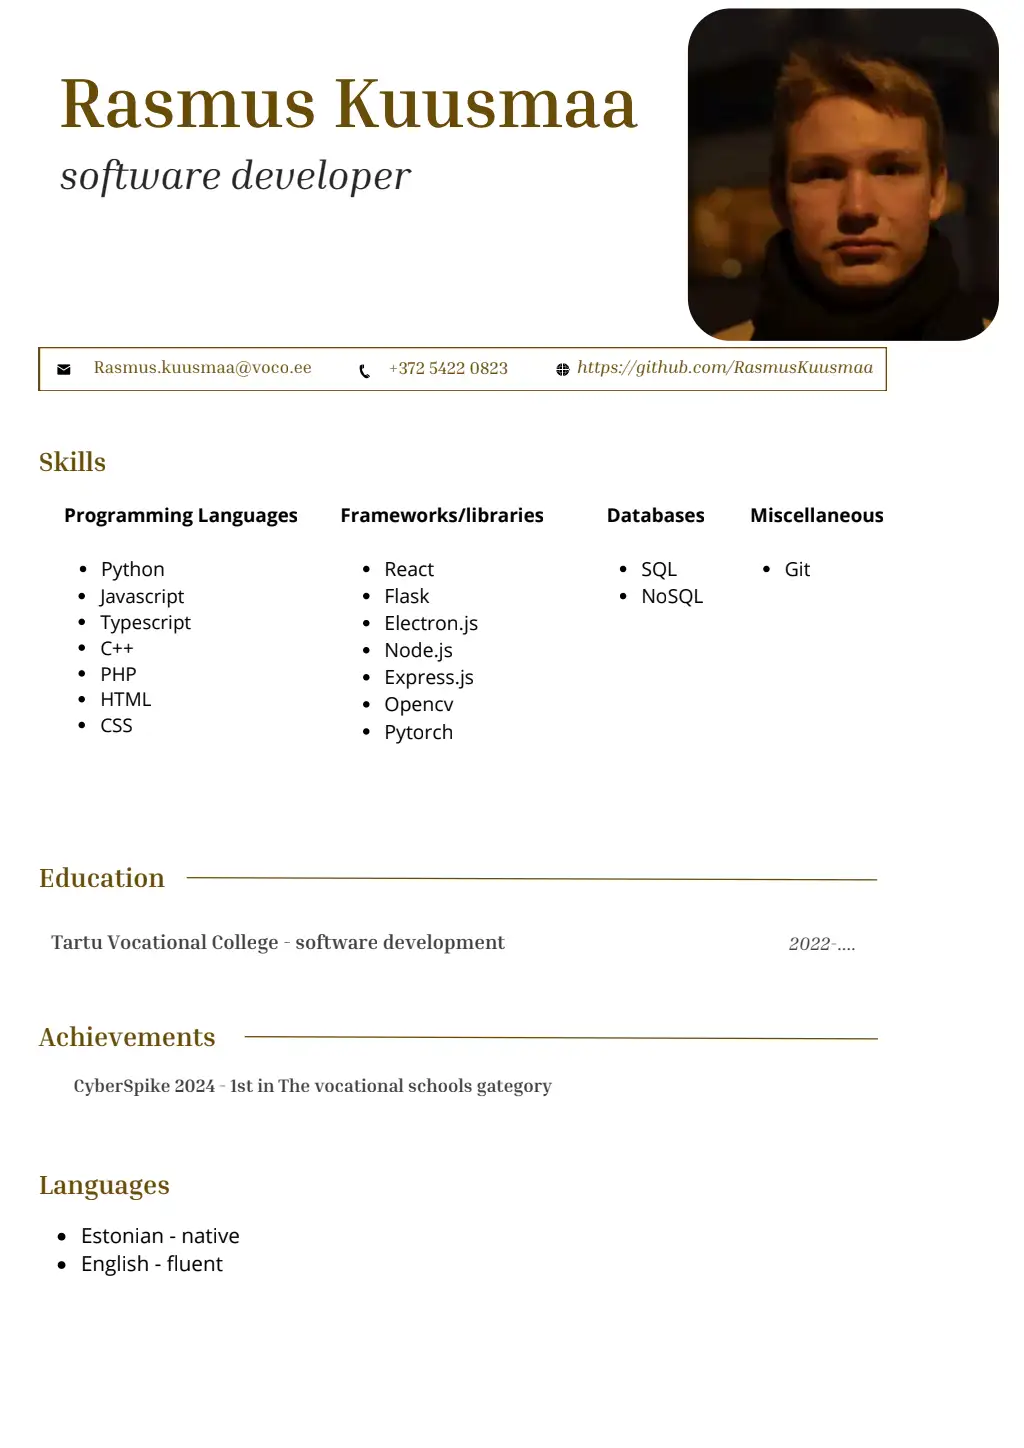 Rasmus Kuusmaa
software developer
Rasmus.kuusmaa@voco.ee +372 5422 0823 https://github.com/RasmusKuusmaa
Skills
Programming Languages Frameworks/libraries Databases Miscellaneous
• Python • React • SQL • Git
• Javascript • Flask • NoSQL
• Typescript • Electron.js
• C++ • Node.js
• PHP • Express.js
• HTML • Opencv
• CSS • Pytorch
Education
Tartu Vocational College - software development 2022-....
Achievements
CyberSpike 2024 - 1st in The vocational schools gategory
Languages
• Estonian - native
• English - fluent